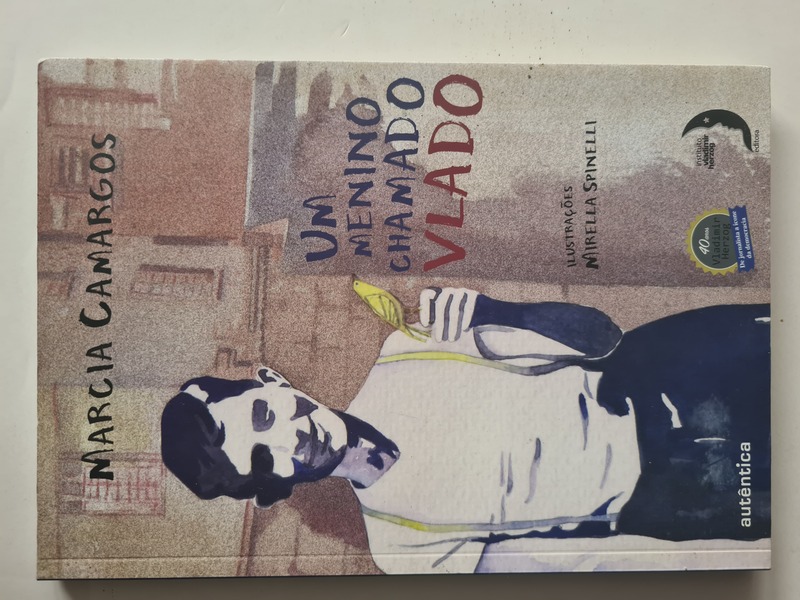 MARCIA CAMARGOS
UM
MENINO
CHAMADO
VLADO
ILUSTRAÇÕES
MIRELLA SPINELLI
40 anos
Vladimir
Herzog
De jornalista a ícone
da democracia
instituto
vladimir
herzog
editora
autêntica